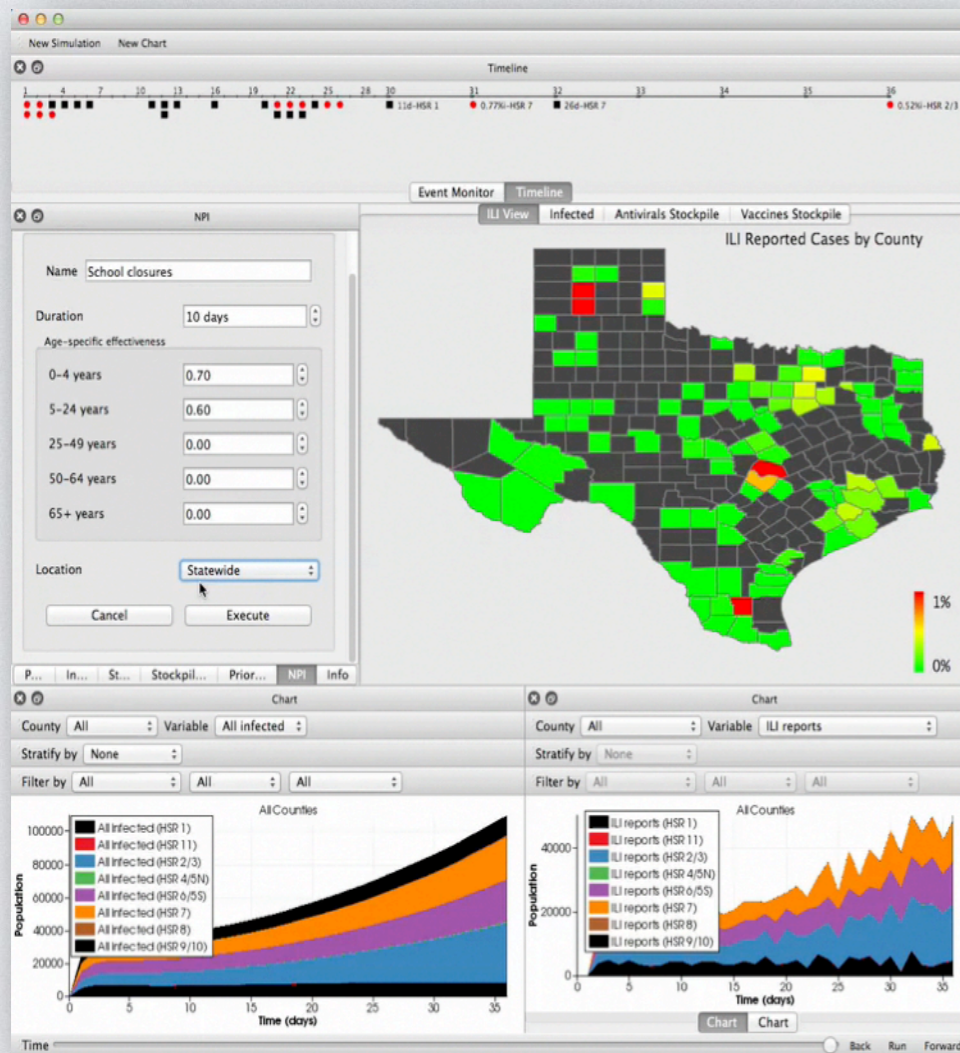 New Simulation New Chart
Timeline
1 4 7 10 13 16 19 22 25 28 30 31 32 33 34 35 36
11d-HSR 1 0.77%-HSR 7 26d-HSR 7 0.52%-HSR 2/3
Event Monitor Timeline
NPI
ILI View Infected Antivirals Stockpile Vaccines Stockpile
ILI Reported Cases by County
Name School closures
Duration 10 days
Age-specific effectiveness
0-4 years 0.70
5-24 years 0.60
25-49 years 0.00
50-64 years 0.00
65+ years 0.00
Location Statewide
Cancel Execute
1%
0%
P... In... St... Stockpil... Prior... NPI Info
Chart
County All Variable All infected
Stratify by None
Filter by All All All
All Counties
All infected (HSR 1)
All infected (HSR 11)
All infected (HSR 2/3)
All infected (HSR 4/5N)
All infected (HSR 6/5S)
All infected (HSR 7)
All infected (HSR 8)
All infected (HSR 9/10)
Population
100000
80000
60000
40000
20000
0
0 5 10 15 20 25 30 35
Time (days)
Chart
County All Variable ILI reports
Stratify by None
Filter by All All All
All Counties
ILI reports (HSR 1)
ILI reports (HSR 11)
ILI reports (HSR 2/3)
ILI reports (HSR 4/5N)
ILI reports (HSR 6/5S)
ILI reports (HSR 7)
ILI reports (HSR 8)
ILI reports (HSR 9/10)
Population
40000
20000
0
0 5 10 15 20 25 30 35
Time (days)
Chart Chart
Time Back Run Forward